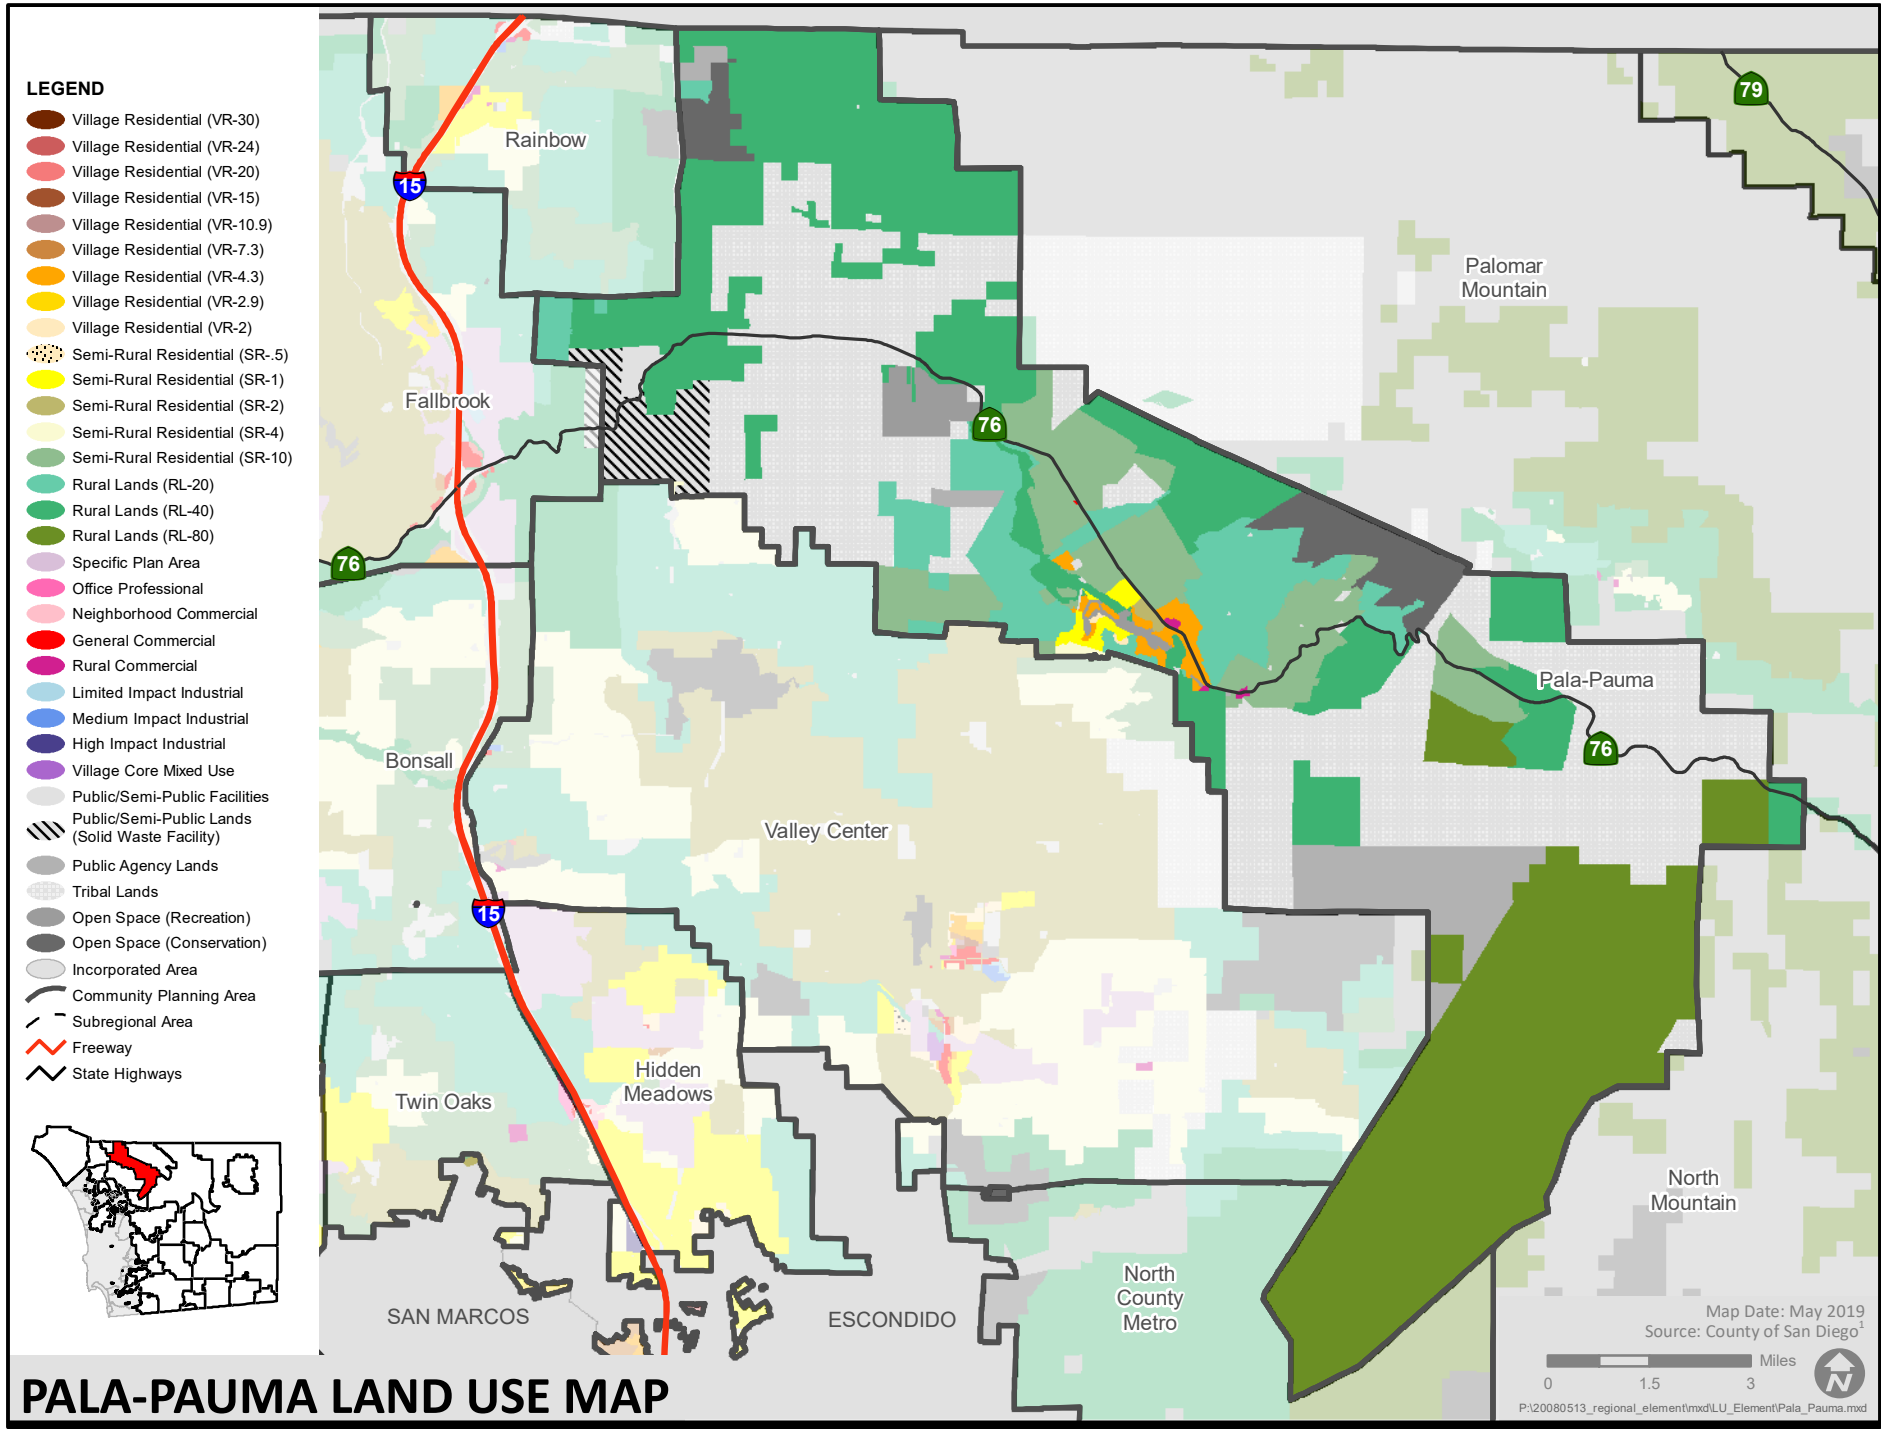 LEGEND
Village Residential (VR-30)
Village Residential (VR-24)
Village Residential (VR-20)
Village Residential (VR-15)
Village Residential (VR-10.9)
Village Residential (VR-7.3)
Village Residential (VR-4.3)
Village Residential (VR-2.9)
Village Residential (VR-2)
Semi-Rural Residential (SR-.5)
Semi-Rural Residential (SR-1)
Semi-Rural Residential (SR-2)
Semi-Rural Residential (SR-4)
Semi-Rural Residential (SR-10)
Rural Lands (RL-20)
Rural Lands (RL-40)
Rural Lands (RL-80)
Specific Plan Area
Office Professional
Neighborhood Commercial
General Commercial
Rural Commercial
Limited Impact Industrial
Medium Impact Industrial
High Impact Industrial
Village Core Mixed Use
Public/Semi-Public Facilities
Public/Semi-Public Lands
(Solid Waste Facility)
Public Agency Lands
Tribal Lands
Open Space (Recreation)
Open Space (Conservation)
Incorporated Area
Community Planning Area
Subregional Area
Freeway
State Highways
79
Rainbow
15
Palomar
Mountain
Fallbrook
76
76
Pala-Pauma
76
Bonsall
Valley Center
15
Hidden
Meadows
Twin Oaks
North
Mountain
North
County
Metro
SAN MARCOS
ESCONDIDO
Map Date: May 2019
Source: County of San Diego1
Miles
0 1.5 3
N
P:\20080513_regional_element\mxd\LU_Element\Pala_Pauma.mxd
PALA-PAUMA LAND USE MAP